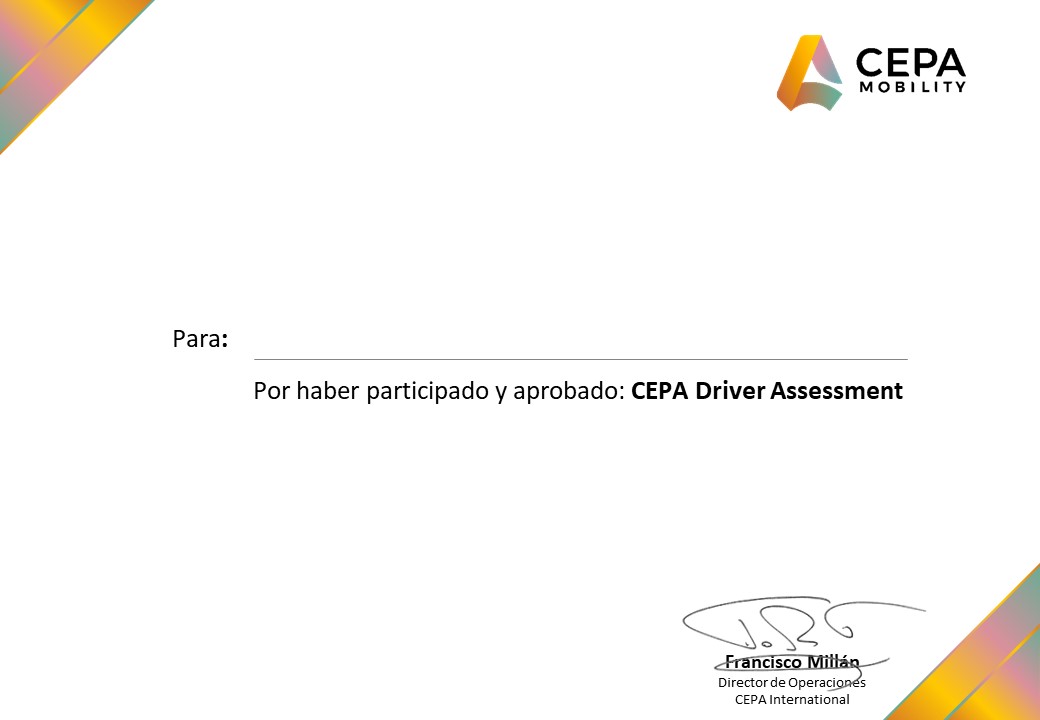 CEPA
MOBILITY
Para:
Por haber participado y aprobado: CEPA Driver Assessment
Francisco Millán
Director de Operaciones
CEPA International